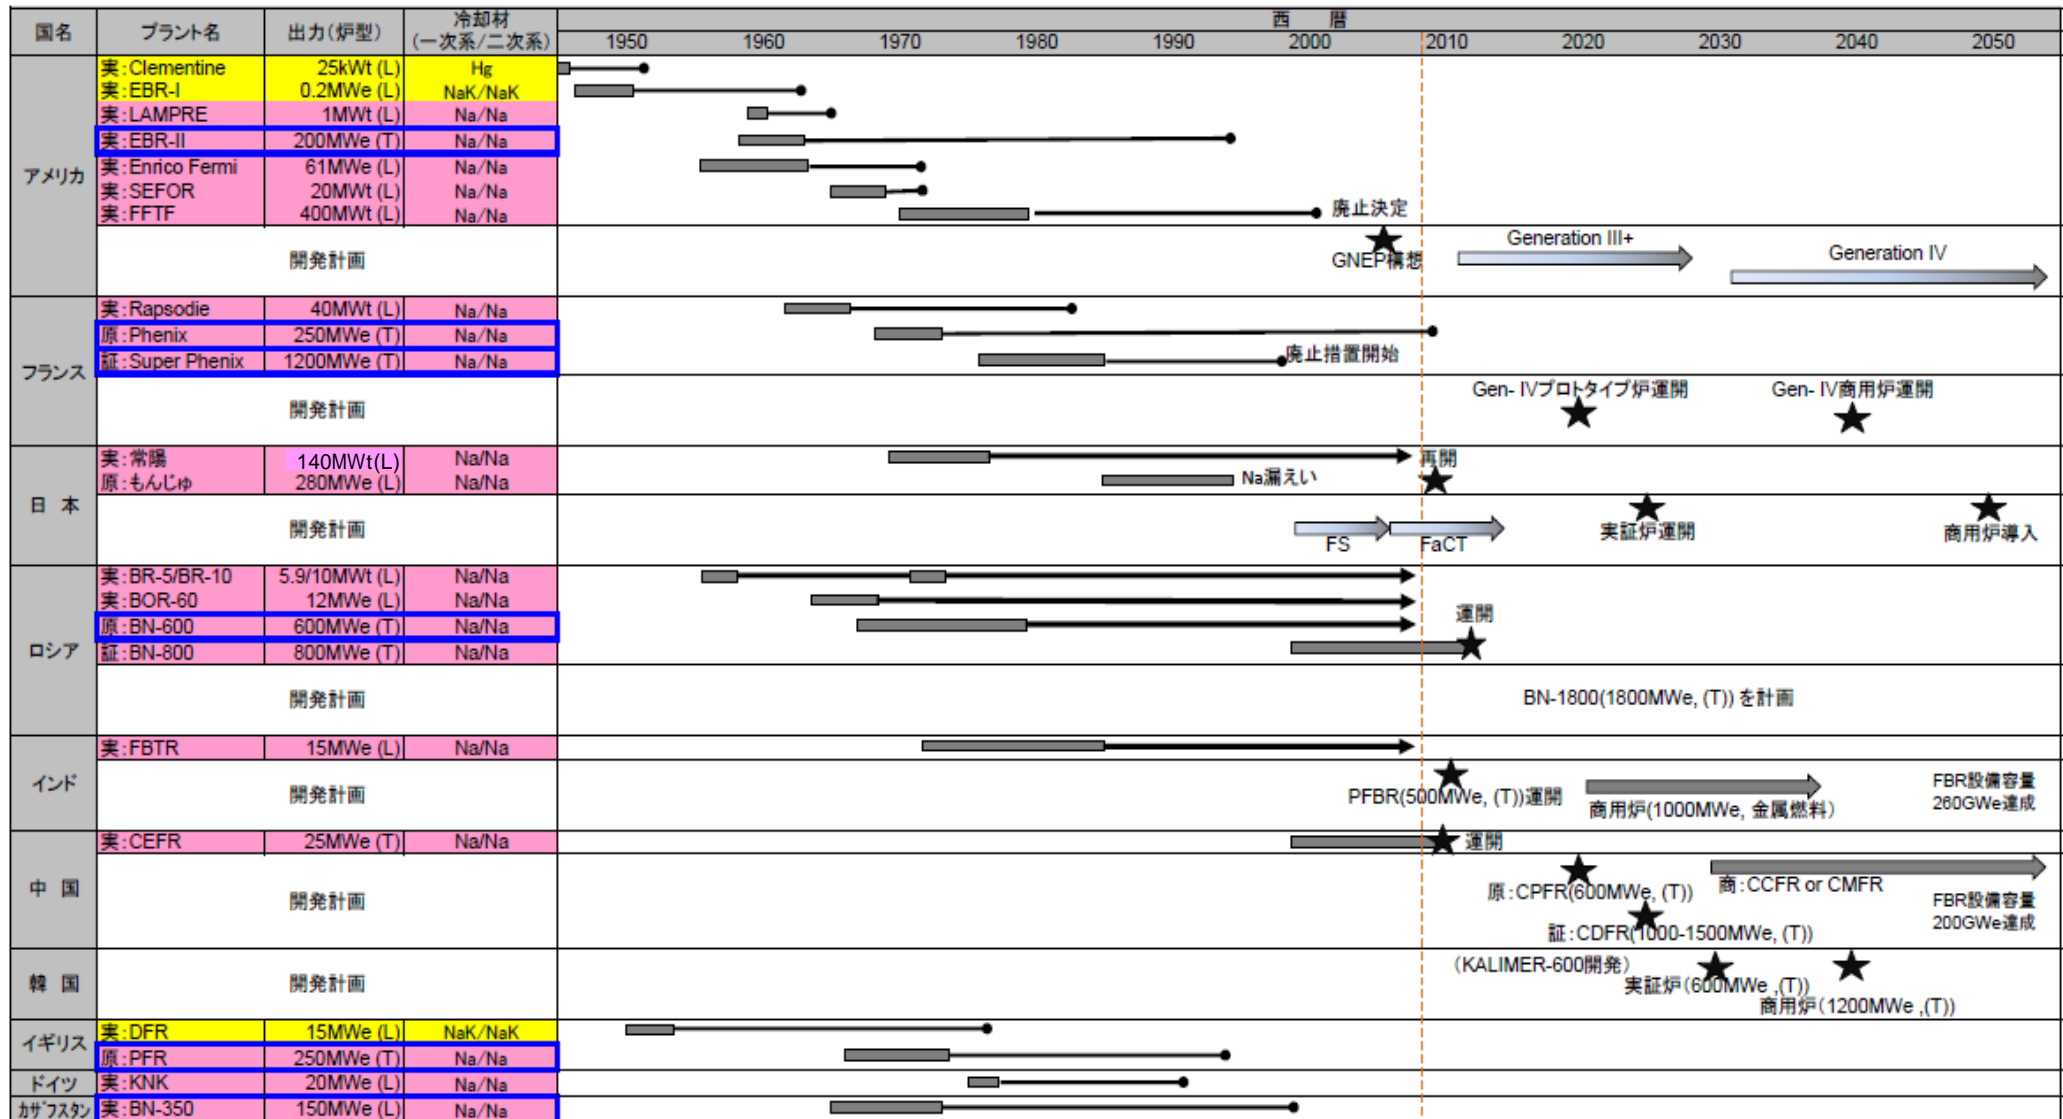 国名 プラント名 出力(炉型) 冷却材 西 暦
(一次系/二次系) 1950 1960 1970 1980 1990 2000 2010 2020 2030 2040 2050
アメリカ
実:Clementine 25kWt (L) Hg
実:EBR-I 0.2MWe (L) NaK/NaK
実:LAMPRE 1MWt (L) Na/Na
実:EBR-II 200MWe (T) Na/Na
実:Enrico Fermi 61MWe (L) Na/Na
実:SEFOR 20MWt (L) Na/Na
実:FFTF 400MWt (L) Na/Na 廃止決定
開発計画 GNEP構想 Generation III+ Generation IV
フランス
実:Rapsodie 40MWt (L) Na/Na
原:Phenix 250MWe (T) Na/Na
証:Super Phenix 1200MWe (T) Na/Na 廃止措置開始
開発計画 Gen- IVプロトタイプ炉運開 Gen- IV商用炉運開
日 本
実:常陽 140MWt(L) Na/Na 再開
原:もんじゅ 280MWe (L) Na/Na Na漏えい
開発計画 FS FaCT 実証炉運開 商用炉導入
ロシア
実:BR-5/BR-10 5.9/10MWt (L) Na/Na
実:BOR-60 12MWe (L) Na/Na
原:BN-600 600MWe (T) Na/Na 運開
証:BN-800 800MWe (T) Na/Na
開発計画 BN-1800(1800MWe, (T)) を計画
インド
実:FBTR 15MWe (L) Na/Na
開発計画 PFBR(500MWe, (T))運開 商用炉(1000MWe, 金属燃料) FBR設備容量
260GWe達成
中 国
実:CEFR 25MWe (T) Na/Na 運開
開発計画 原:CPFR(600MWe, (T)) 商:CCFR or CMFR FBR設備容量
200GWe達成
証:CDFR(1000-1500MWe, (T))
韓 国
開発計画 (KALIMER-600開発)
実証炉(600MWe ,(T))
商用炉(1200MWe ,(T))
イギリス
実:DFR 15MWe (L) NaK/NaK
原:PFR 250MWe (T) Na/Na
ドイツ 実:KNK 20MWe (L) Na/Na
カザフスタン 実:BN-350 150MWe (L) Na/Na